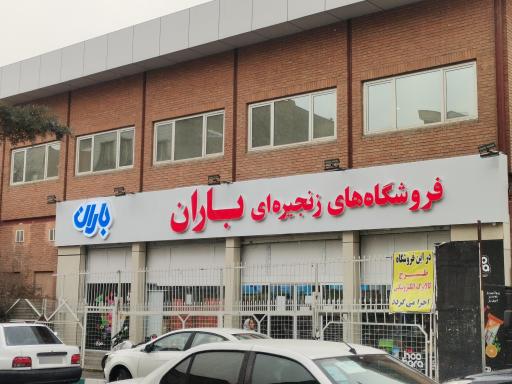 فروشگاه‌های زنجیره‌ای باران
باران
در این فروشگاه
طرح
کالابرگ الکترونیکی
اجرا می گردد